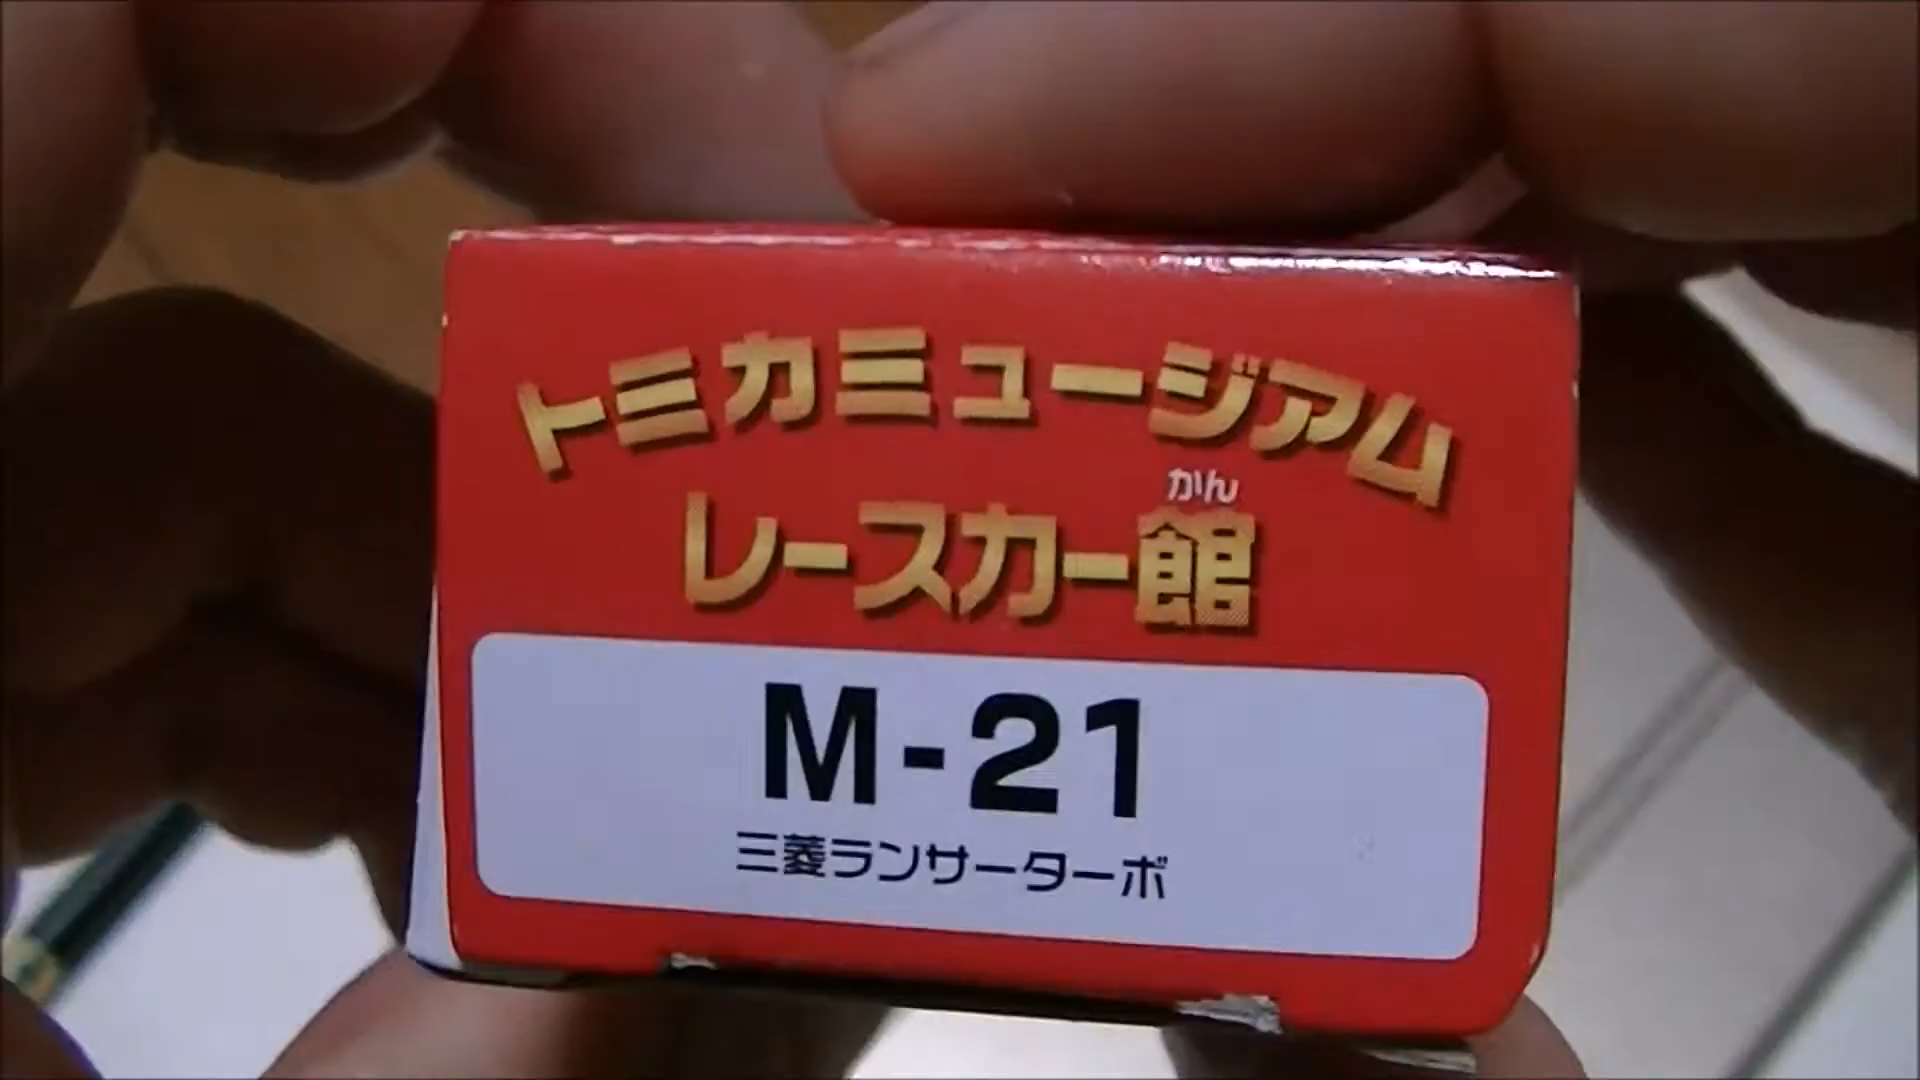 トミカミュージアム
かん
レースカー館
M-21
三菱ランサーターボ